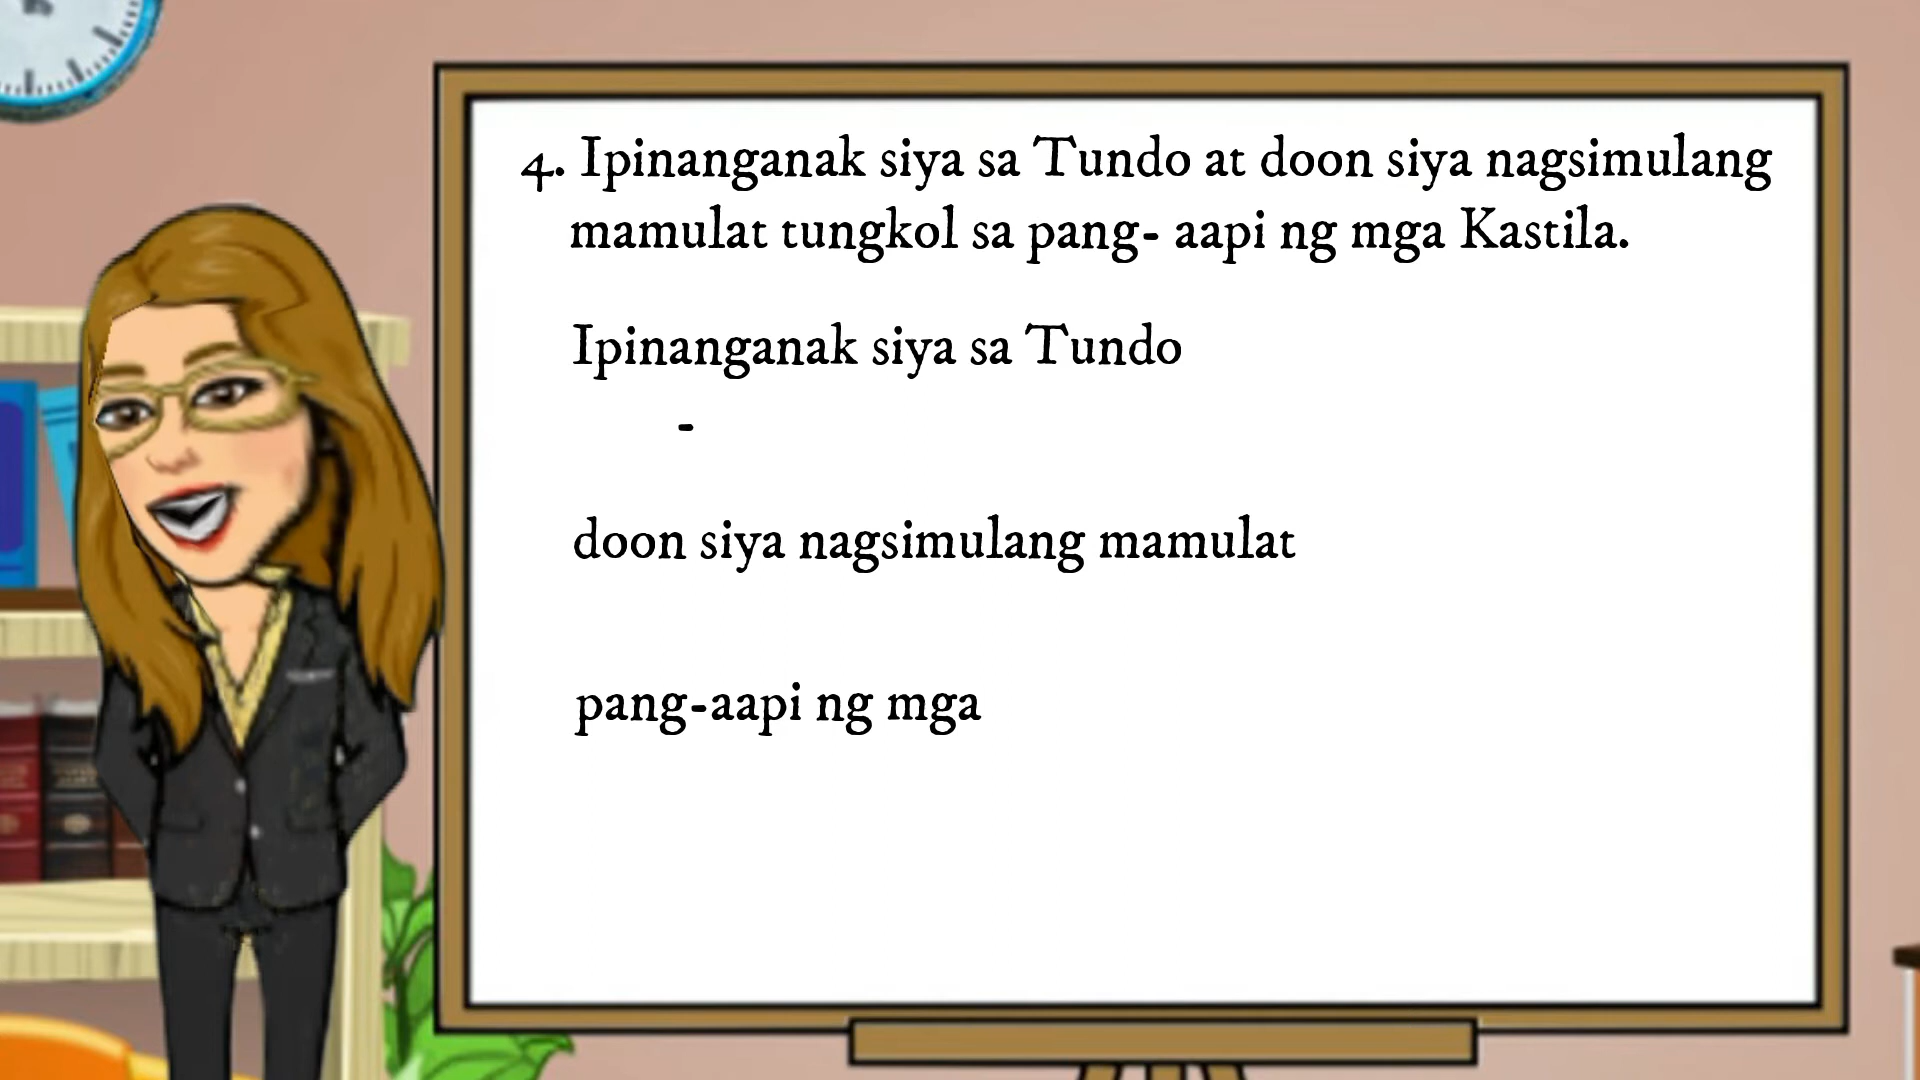 4. Ipinanganak siya sa Tundo at doon siya nagsimulang
mamulat tungkol sa pang- aapi ng mga Kastila.
Ipinanganak siya sa Tundo
-
doon siya nagsimulang mamulat
pang-aapi ng mga